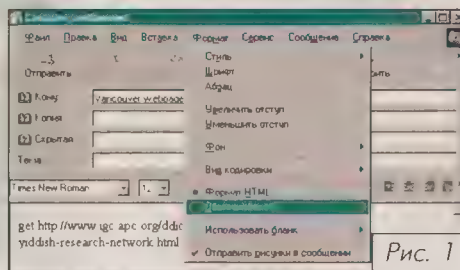 Файл Правка Вид Вставка Формат Сервис Сообщение Справка
Отправить
Стиль
Шрифт
Абзац
Увеличить отступ
Уменьшить отступ
Фон
Вид кодировки
Формат HTML
Использовать бланк
Отправить рисунки в сообщении
Кому: Vancouver webpage
Копия:
Скрытая
Тема
Times New Roman
get http://www igc apc org/ddic
yiddish-research-network html
Рис. 1